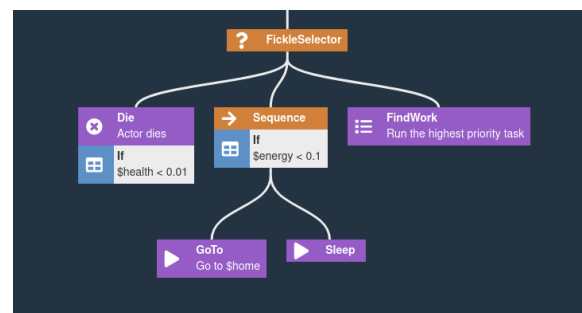 FickleSelector
Die
Actor dies
If
$health < 0.01
Sequence
If
$energy < 0.1
FindWork
Run the highest priority task
GoTo
Go to $home
Sleep